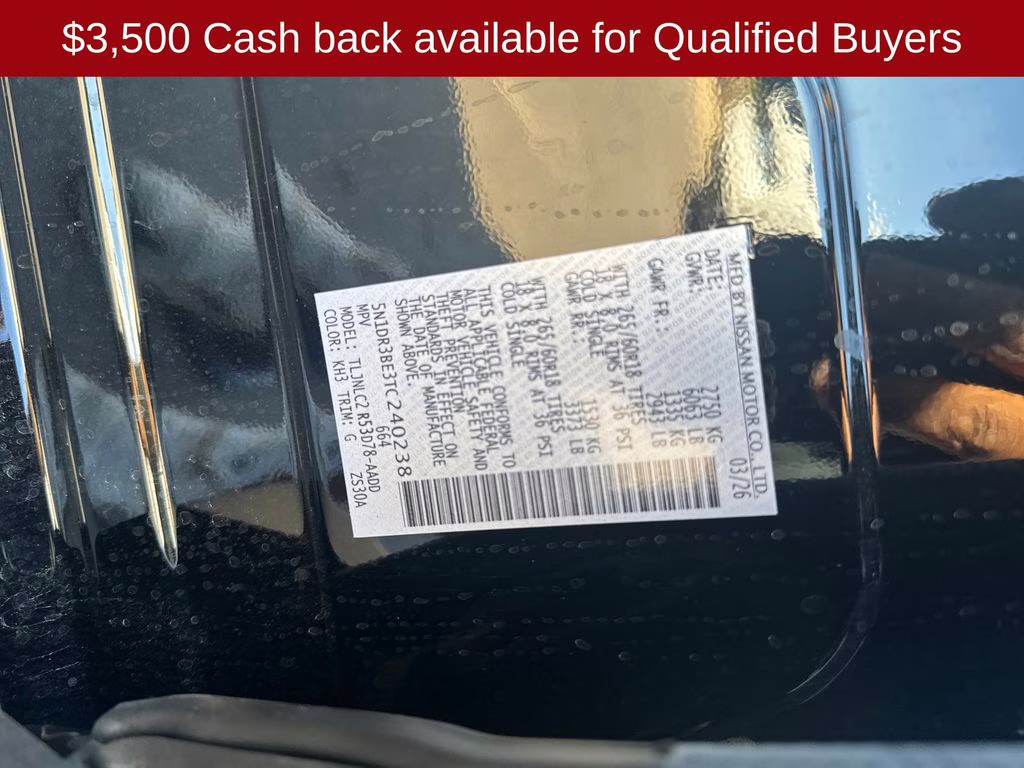 $3,500 Cash back available for Qualified Buyers
MFD BY NISSAN MOTOR CO., LTD.
DATE: 03/26
GVWR: 2750 KG
6063 LB
GAWR FR.: 1335 KG
2943 LB
WITH 265/60R18 TIRES
18 X 8.0 RIMS AT 36 PSI
COLD SINGLE
GAWR RR: 1530 KG
3373 LB
WITH 265/60R18 TIRES
18 X 8.0 RIMS AT 36 PSI
COLD SINGLE
THIS VEHICLE CONFORMS TO
ALL APPLICABLE FEDERAL
MOTOR VEHICLE SAFETY AND
THEFT PREVENTION
STANDARDS IN EFFECT ON
THE DATE OF MANUFACTURE
SHOWN ABOVE.
5N1DR3BE3TC240238
MPV 664
MODEL: TLJNLCZ R53D78-AADD
COLOR: KH3 TRIM: G ZS30A